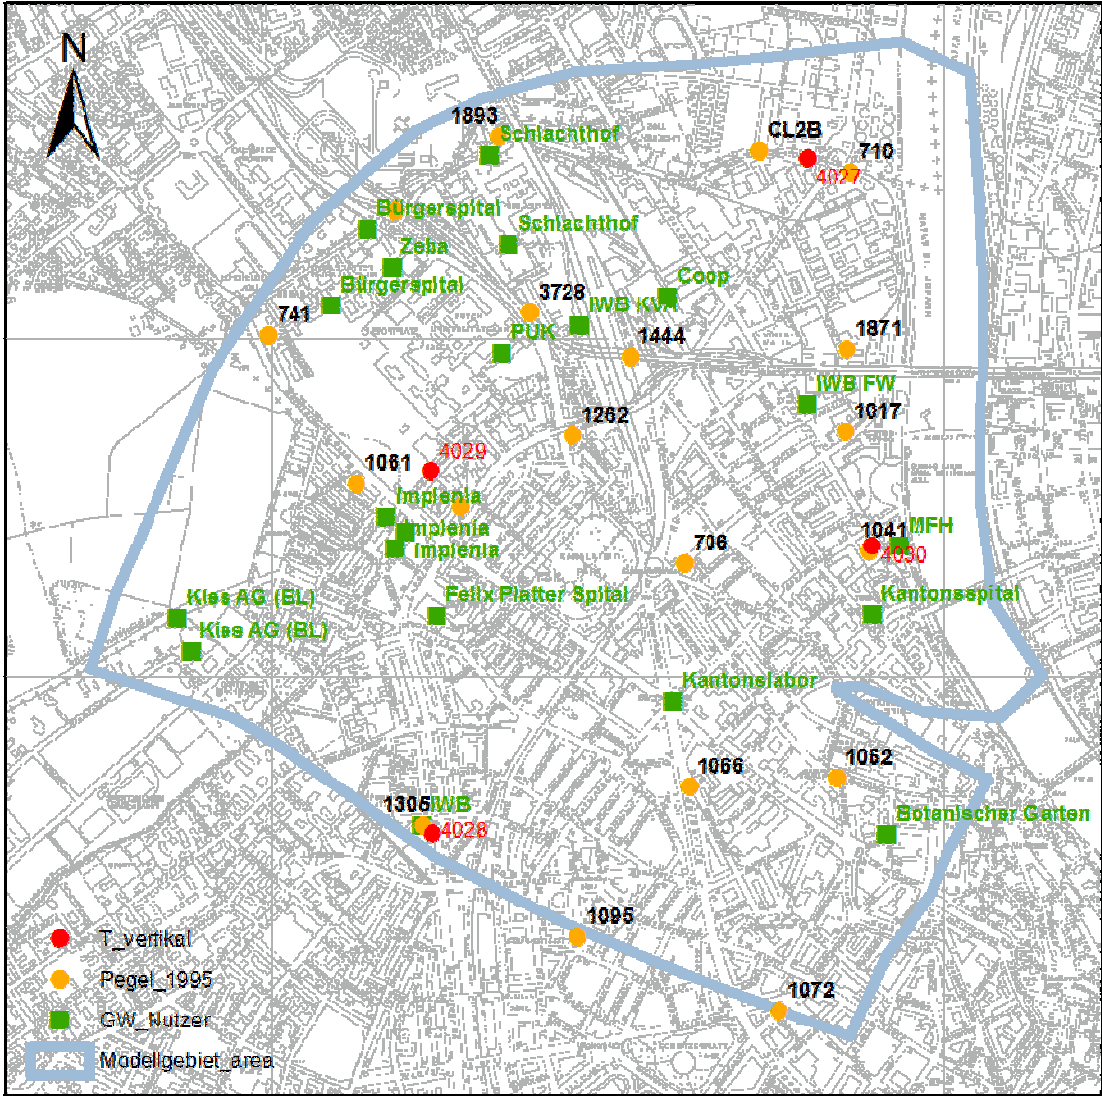 N
1893
Schlachthof
CL2B
710
4027
Bürgerspital
Schlachthof
Zeba
Coop
Bürgerspital
3728
IWB KVA
741
PUK
1444
1871
IWB FW
1262
1017
4029
1061
Implenia
Implenia
Implenia
1041
MFH
4030
706
Felix Platter Spital
Kantonsspital
Kies AG (BL)
Kies AG (BL)
Kantonslabor
1066
1062
1305
IWB
4028
Botanischer Garten
1095
1072
T_vertikal
Pegel_1995
GW_Nutzer
Modellgebiet_area